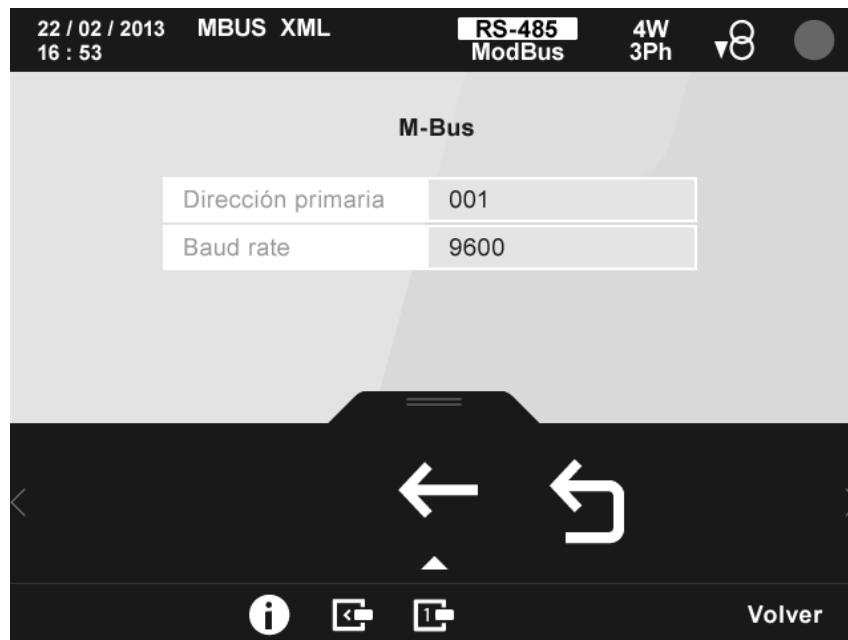 22 / 02 / 2013 MBUS XML RS-485 4W
16 : 53 ModBus 3Ph
M-Bus
Dirección primaria 001
Baud rate 9600
1
Volver